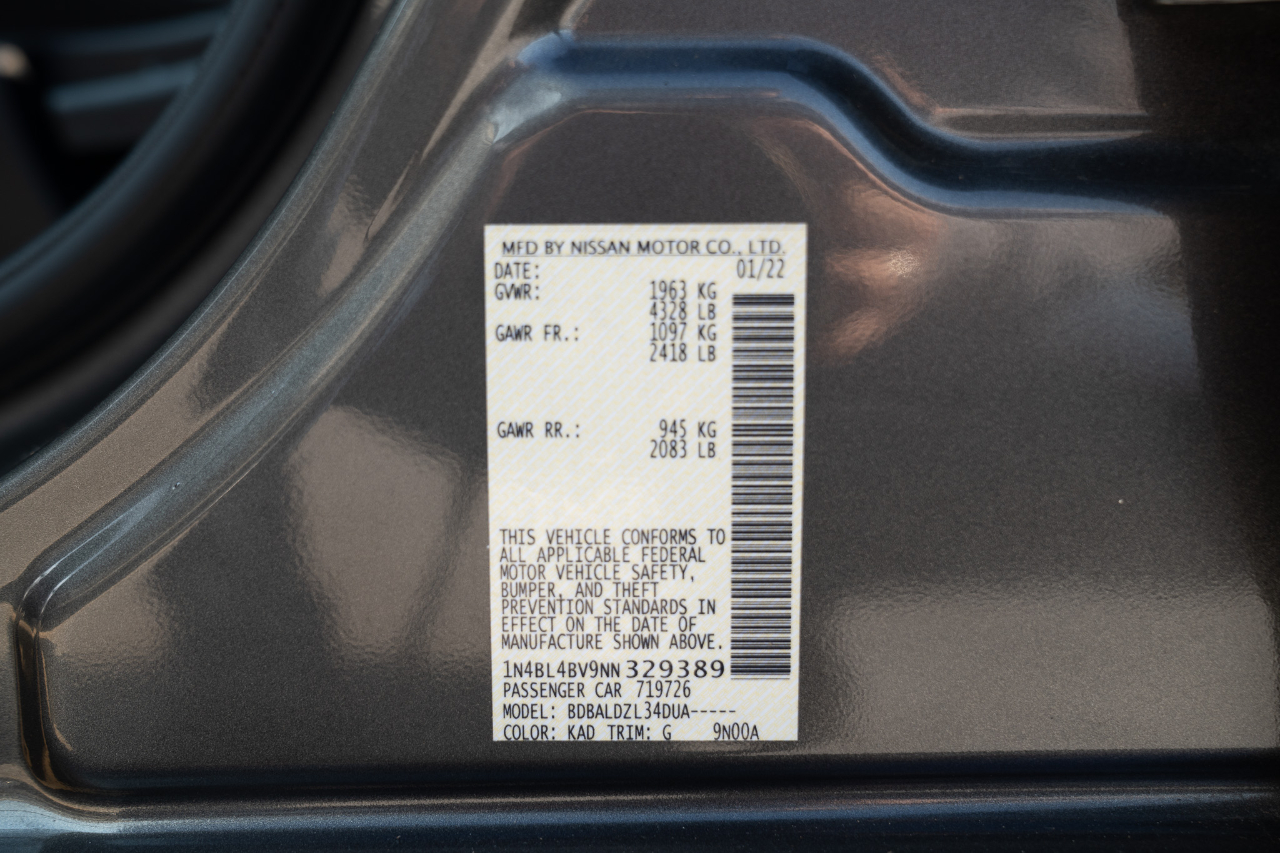 MFD BY NISSAN MOTOR CO., LTD.
DATE: 01/22
GVWR: 1963 KG
4328 LB
GAWR FR.: 1097 KG
2418 LB
GAWR RR.: 945 KG
2083 LB
THIS VEHICLE CONFORMS TO
ALL APPLICABLE FEDERAL
MOTOR VEHICLE SAFETY,
BUMPER, AND THEFT
PREVENTION STANDARDS IN
EFFECT ON THE DATE OF
MANUFACTURE SHOWN ABOVE.
1N4BL4BV9NN329389
PASSENGER CAR 719726
MODEL: BDBALDZL34DUA-----
COLOR: KAD TRIM: G 9N00A